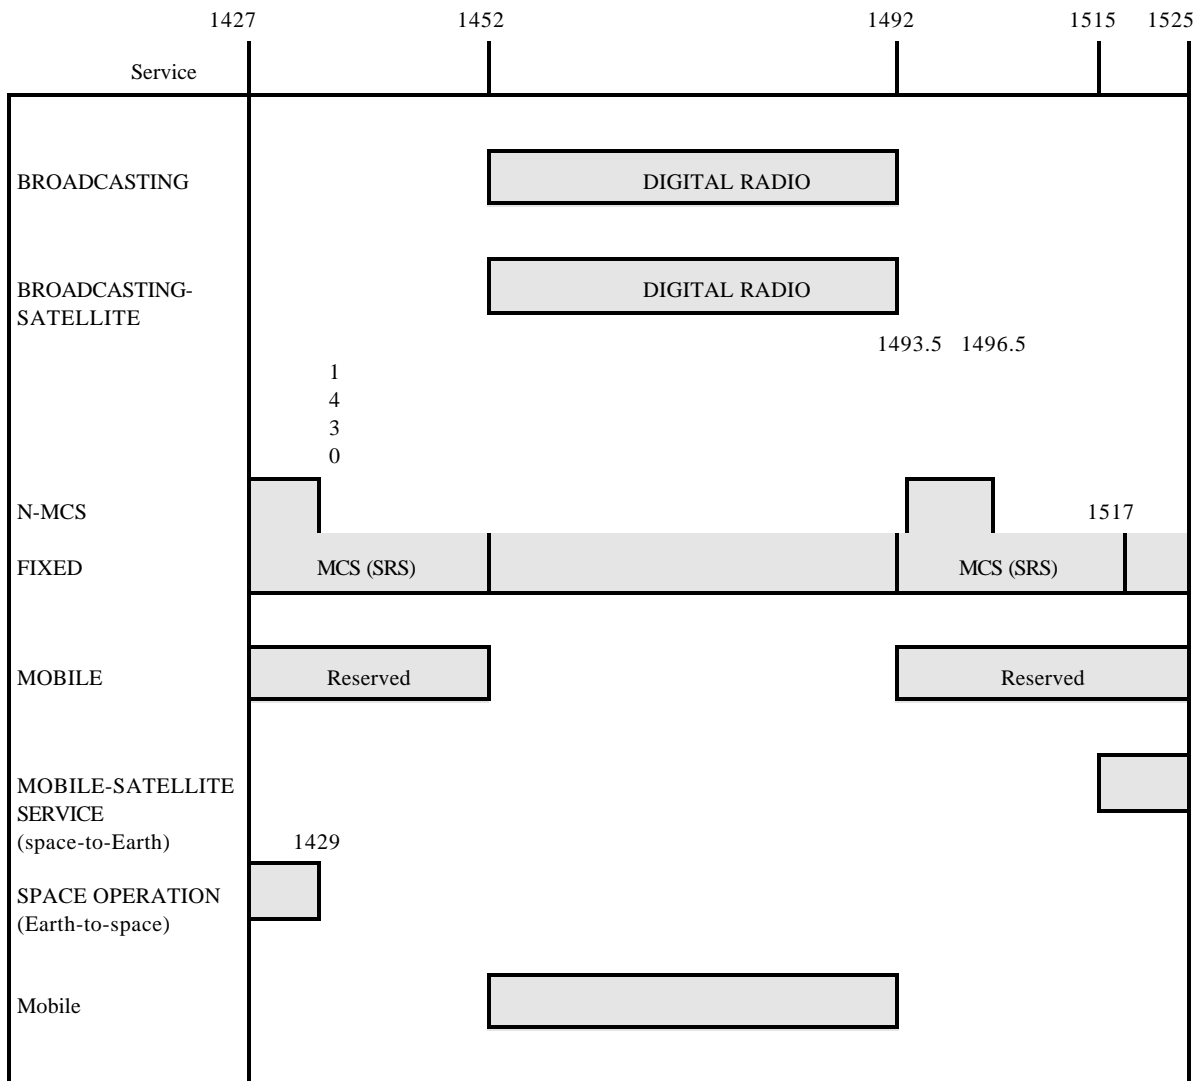 1427 1452 1492 1515 1525
Service
BROADCASTING DIGITAL RADIO
BROADCASTING- DIGITAL RADIO
SATELLITE
1493.5 1496.5
1
4
3
0
N-MCS 1517
FIXED MCS (SRS) MCS (SRS)
MOBILE Reserved Reserved
MOBILE-SATELLITE
SERVICE
(space-to-Earth) 1429
SPACE OPERATION
(Earth-to-space)
Mobile